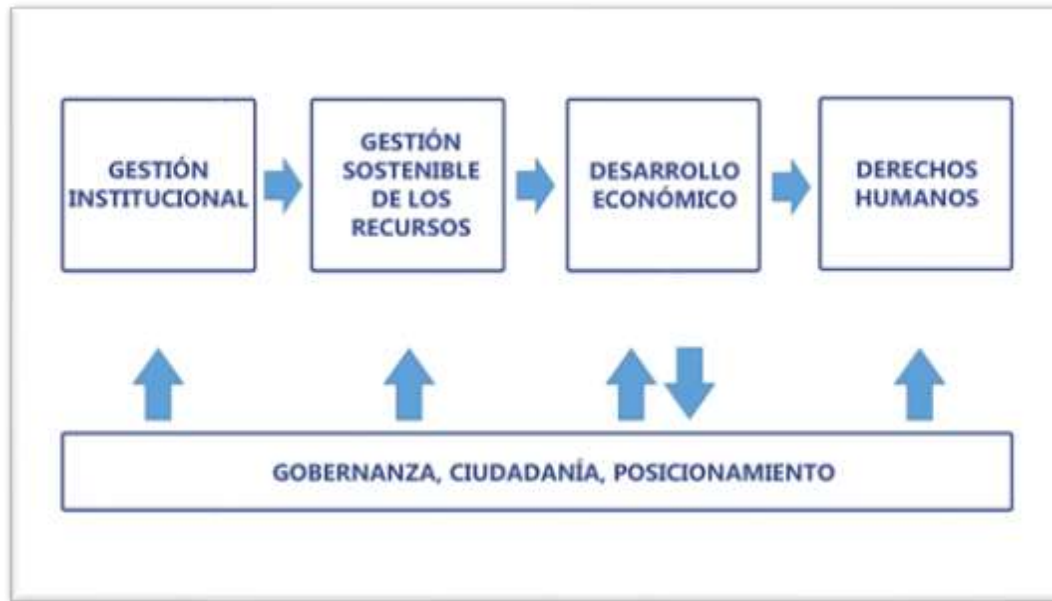 GESTIÓN
INSTITUCIONAL
GESTIÓN
SOSTENIBLE
DE LOS
RECURSOS
DESARROLLO
ECONÓMICO
DERECHOS
HUMANOS
GOBERNANZA, CIUDADANÍA, POSICIONAMIENTO